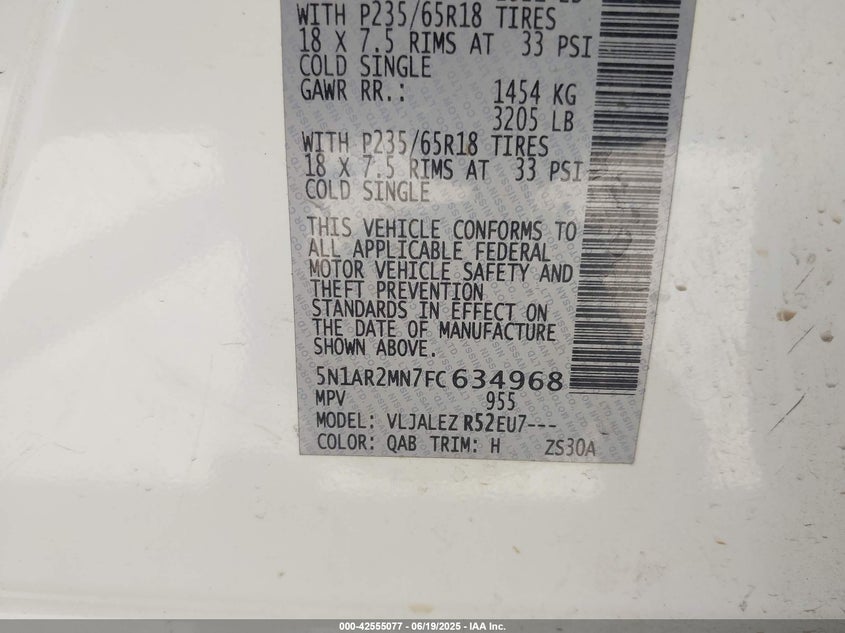 WITH P235/65R18 TIRES
18 X 7.5 RIMS AT 33 PSI
COLD SINGLE
GAWR RR.: 1454 KG
3205 LB
WITH P235/65R18 TIRES
18 X 7.5 RIMS AT 33 PSI
COLD SINGLE
THIS VEHICLE CONFORMS TO
ALL APPLICABLE FEDERAL
MOTOR VEHICLE SAFETY AND
THEFT PREVENTION
STANDARDS IN EFFECT ON
THE DATE OF MANUFACTURE
SHOWN ABOVE.
5N1AR2MN7FC634968
MPV 955
MODEL: VLJALEZ R52EU7---
COLOR: QAB TRIM: H ZS30A
000-42555077 - 06/19/2025 - IAA Inc.